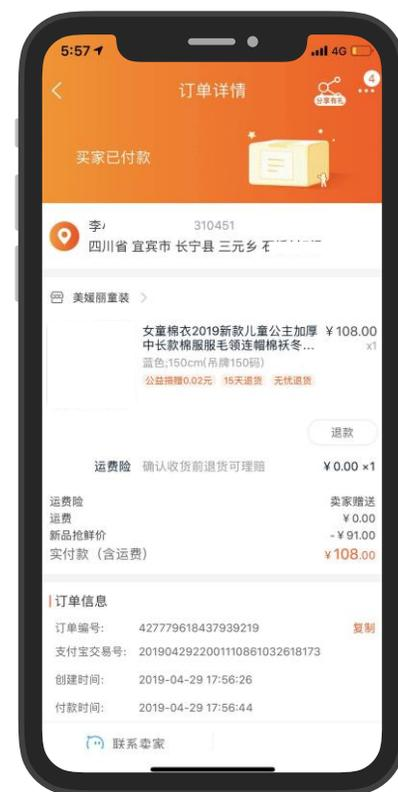 5:57
4G
订单详情
4
分享有礼
买家已付款
李
310451
四川省 宜宾市 长宁县 三元乡
美媛丽童装
女童棉衣2019新款儿童公主加厚 ¥108.00
中长款棉服服毛领连帽棉袄冬... x1
蓝色;150cm(吊牌150码)
公益捐赠0.02元 15天退货 无忧退货
退款
运费险 确认收货前退货可理赔 ¥0.00 ×1
运费险 卖家赠送
运费 ¥0.00
新品抢鲜价 -¥91.00
实付款（含运费） ¥108.00
订单信息
订单编号: 427779618437939219 复制
支付宝交易号: 2019042922001110861032618173
创建时间: 2019-04-29 17:56:26
付款时间: 2019-04-29 17:56:44
联系卖家